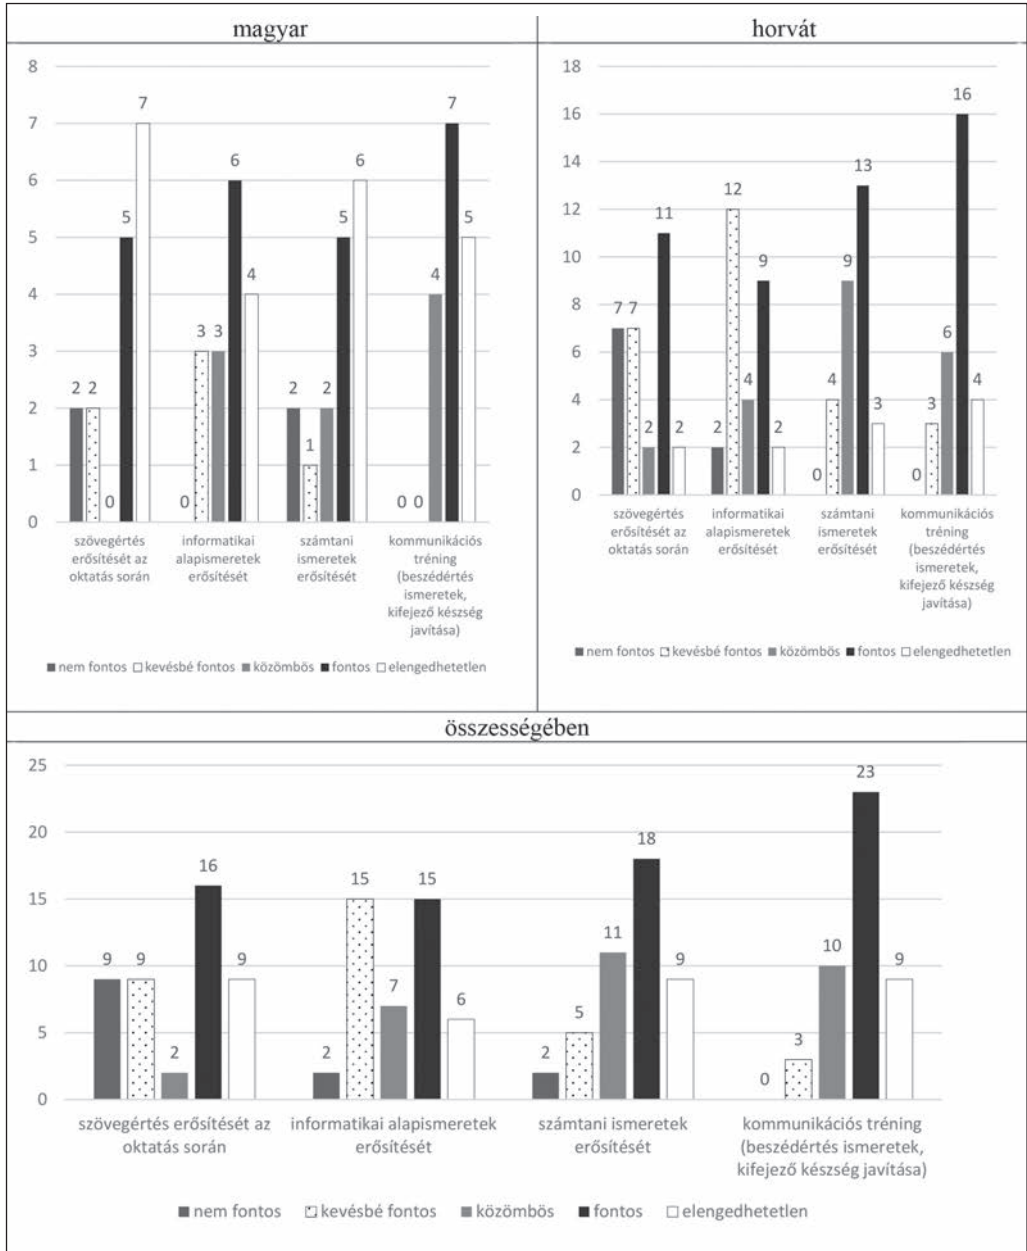 magyar
8
7
6
5
4
3
2
1
0
2 2 0 5 7
0 3 3 6 4
2 1 2 5 6
0 0 4 7 5
szövegértés
erősítését az
oktatás során
informatikai
alapismeretek
erősítését
számtani
ismeretek
erősítését
kommunikációs
tréning
(beszédértés
ismeretek,
kifejező készség
javítása)
nem fontos kevésbé fontos közömbös fontos elengedhetetlen
horvát
18
16
14
12
10
8
6
4
2
0
7 7 2 11 2
2 12 4 9 2
0 4 9 13 3
0 3 6 16 4
szövegértés
erősítését az
oktatás során
informatikai
alapismeretek
erősítését
számtani
ismeretek
erősítését
kommunikációs
tréning
(beszédértés
ismeretek,
kifejező készség
javítása)
nem fontos kevésbé fontos közömbös fontos elengedhetetlen
összességében
25
20
15
10
5
0
9 9 2 16 9
2 15 7 15 6
2 5 11 18 9
0 3 10 23 9
szövegértés erősítését az
oktatás során
informatikai alapismeretek
erősítését
számtani ismeretek
erősítését
kommunikációs tréning
(beszédértés ismeretek,
kifejező készség javítása)
nem fontos kevésbé fontos közömbös fontos elengedhetetlen